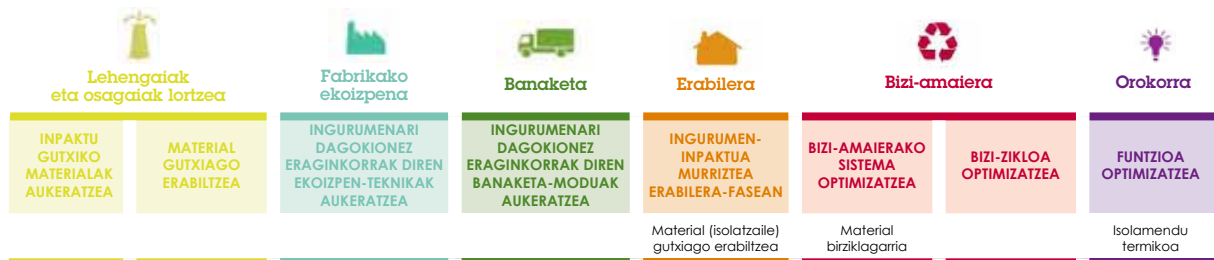 Lehengaiak
eta osagaiak lortzea
Fabrikako
ekoizpena
Banaketa
Erabilera
Bizi-amaiera
Orokorra
INPAKTU
GUTXIKO
MATERIALAK
AUKERATZEA
MATERIAL
GUTXIAGO
ERABILTZEA
INGURUMENARI
DAGOKIONEZ
ERAGINKORRAK DIREN
EKOIZPEN-TEKNIKAK
AUKERATZEA
INGURUMENARI
DAGOKIONEZ
ERAGINKORRAK DIREN
BANAKETA-MODUAK
AUKERATZEA
INGURUMEN-
INPAKTUA
MURRIZTEA
ERABILERA-FASEAN
BIZI-AMAIERAKO
SISTEMA
OPTIMIZATZEA
BIZI-ZIKLOA
OPTIMIZATZEA
FUNTZIOA
OPTIMIZATZEA
Material (isolatzaile)
gutxiago erabiltzea
Material
birziklagarria
Isolamendu
termikoa